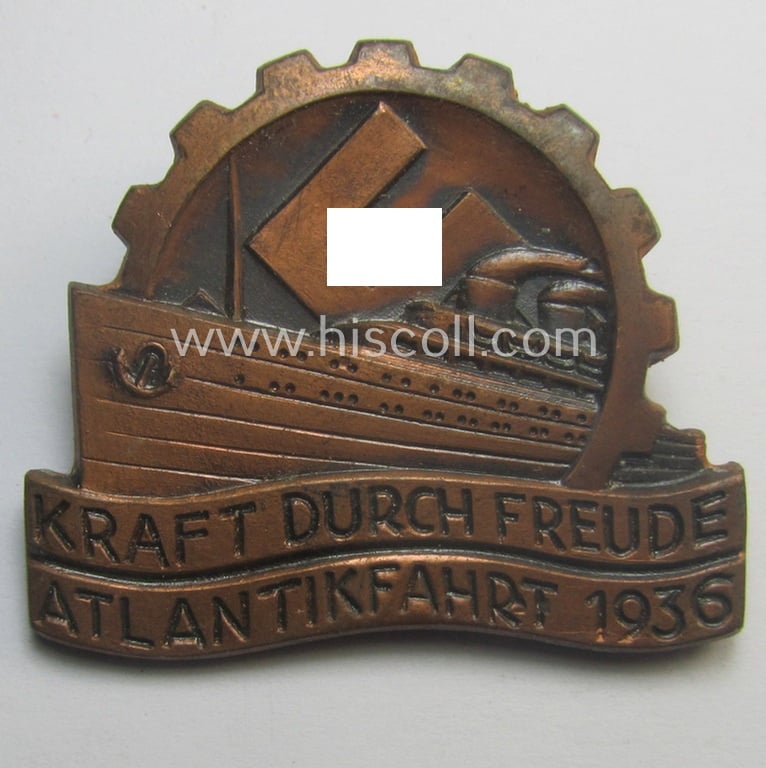 www.hiscoll.com
KRAFT DURCH FREUDE
ATLANTIKFAHRT 1936